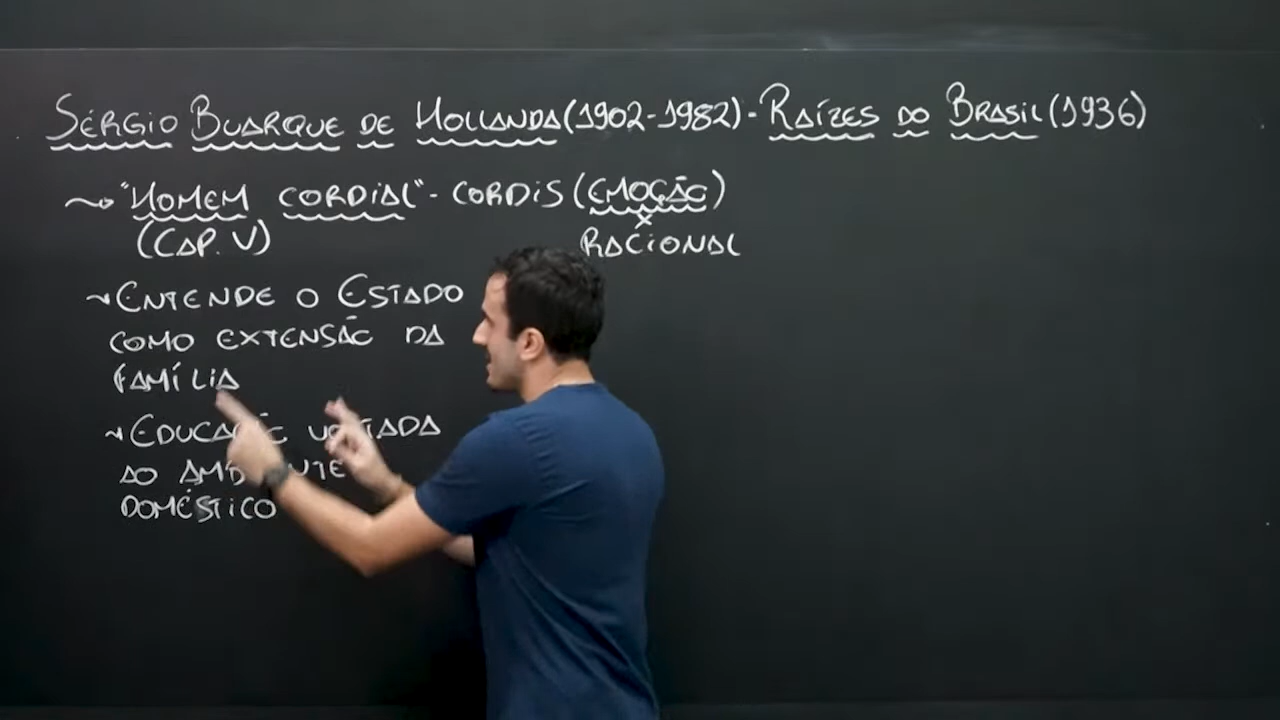 SÉRGIO BUARQUE DE HOLLANDA (1902-1982) - RAÍZES DO BRASIL (1936)
~> "HOMEM CORDIAL" - CORDIS (EMOÇÃO)
x
(CAP. V) RACIONAL
~ ENTENDE O ESTADO
COMO EXTENSÃO DA
FAMÍLIA
~ EDUCAÇÃO VOLTADA
AO AMBIENTE
DOMÉSTICO